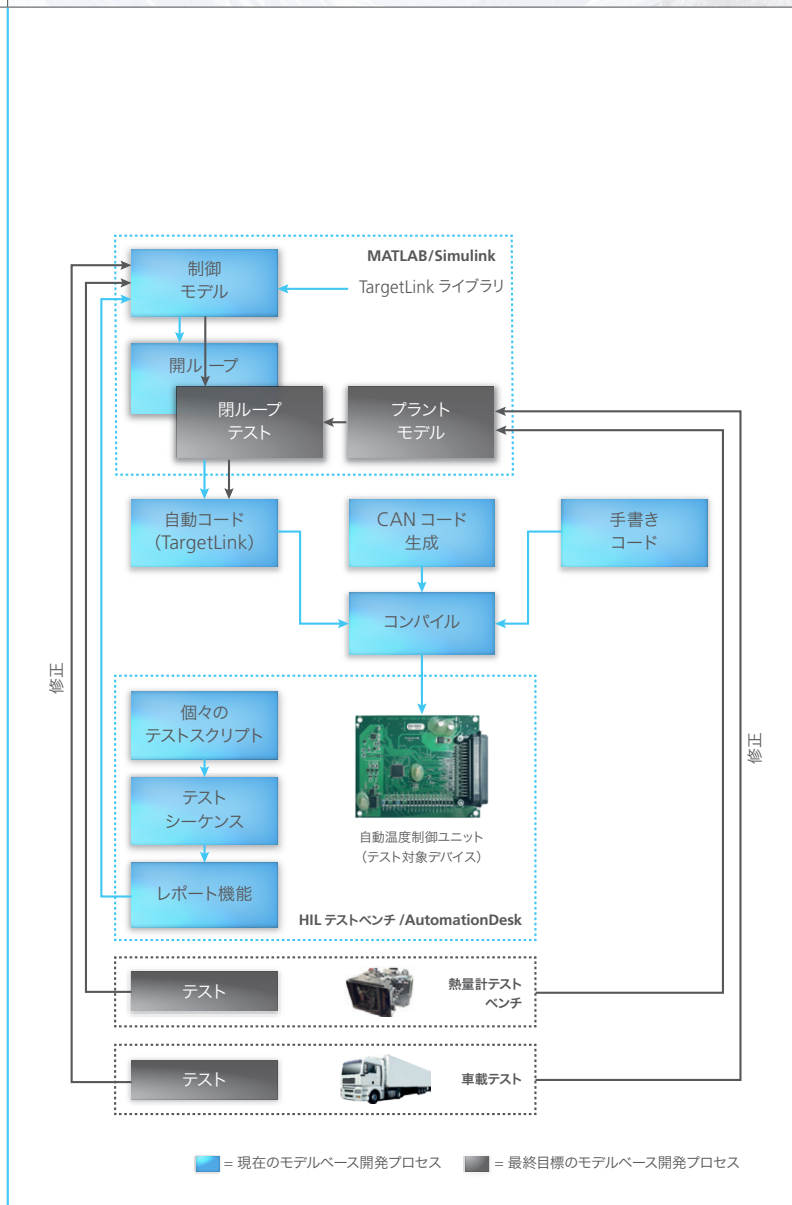 MATLAB/Simulink
制御
モデル
TargetLink ライブラリ
開ループ
閉ループ
テスト
プラント
モデル
自動コード
(TargetLink)
CAN コード
生成
手書き
コード
コンパイル
修正
修正
個々の
テストスクリプト
テスト
シーケンス
レポート機能
自動温度制御ユニット
(テスト対象デバイス)
HIL テストベンチ /AutomationDesk
テスト
熱量計テスト
ベンチ
テスト
車載テスト
= 現在のモデルベース開発プロセス
= 最終目標のモデルベース開発プロセス